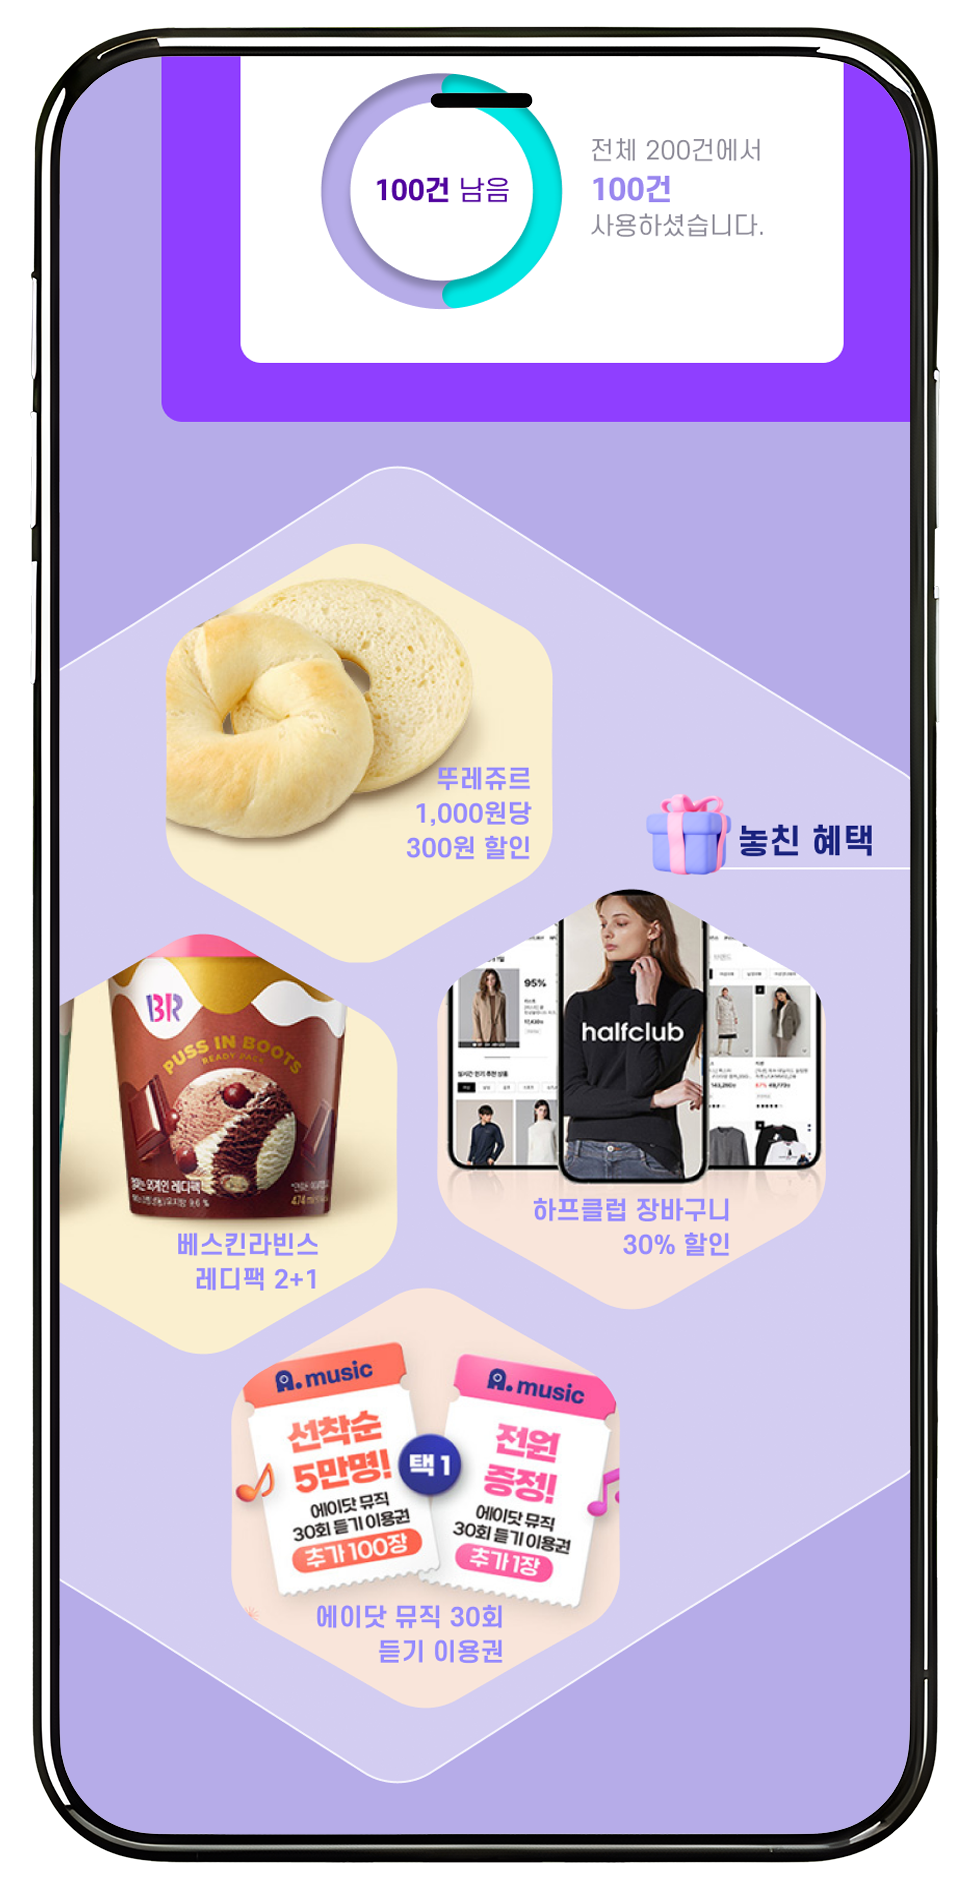 100건 남음
전체 200건에서
100건
사용하셨습니다.
뚜레쥬르
1,000원당
300원 할인
놓친 혜택
BR
PUSS IN BOOTS
READY PACK
외계인 레디팩
474
베스킨라빈스
레디팩 2+1
95%
halfclub
하프클럽 장바구니
30% 할인
A. music
선착순
5만명!
에이닷 뮤직
30회 듣기 이용권
추가 100장
택 1
A. music
전원
증정!
에이닷 뮤직
30회 듣기 이용권
추가 1장
에이닷 뮤직 30회
듣기 이용권